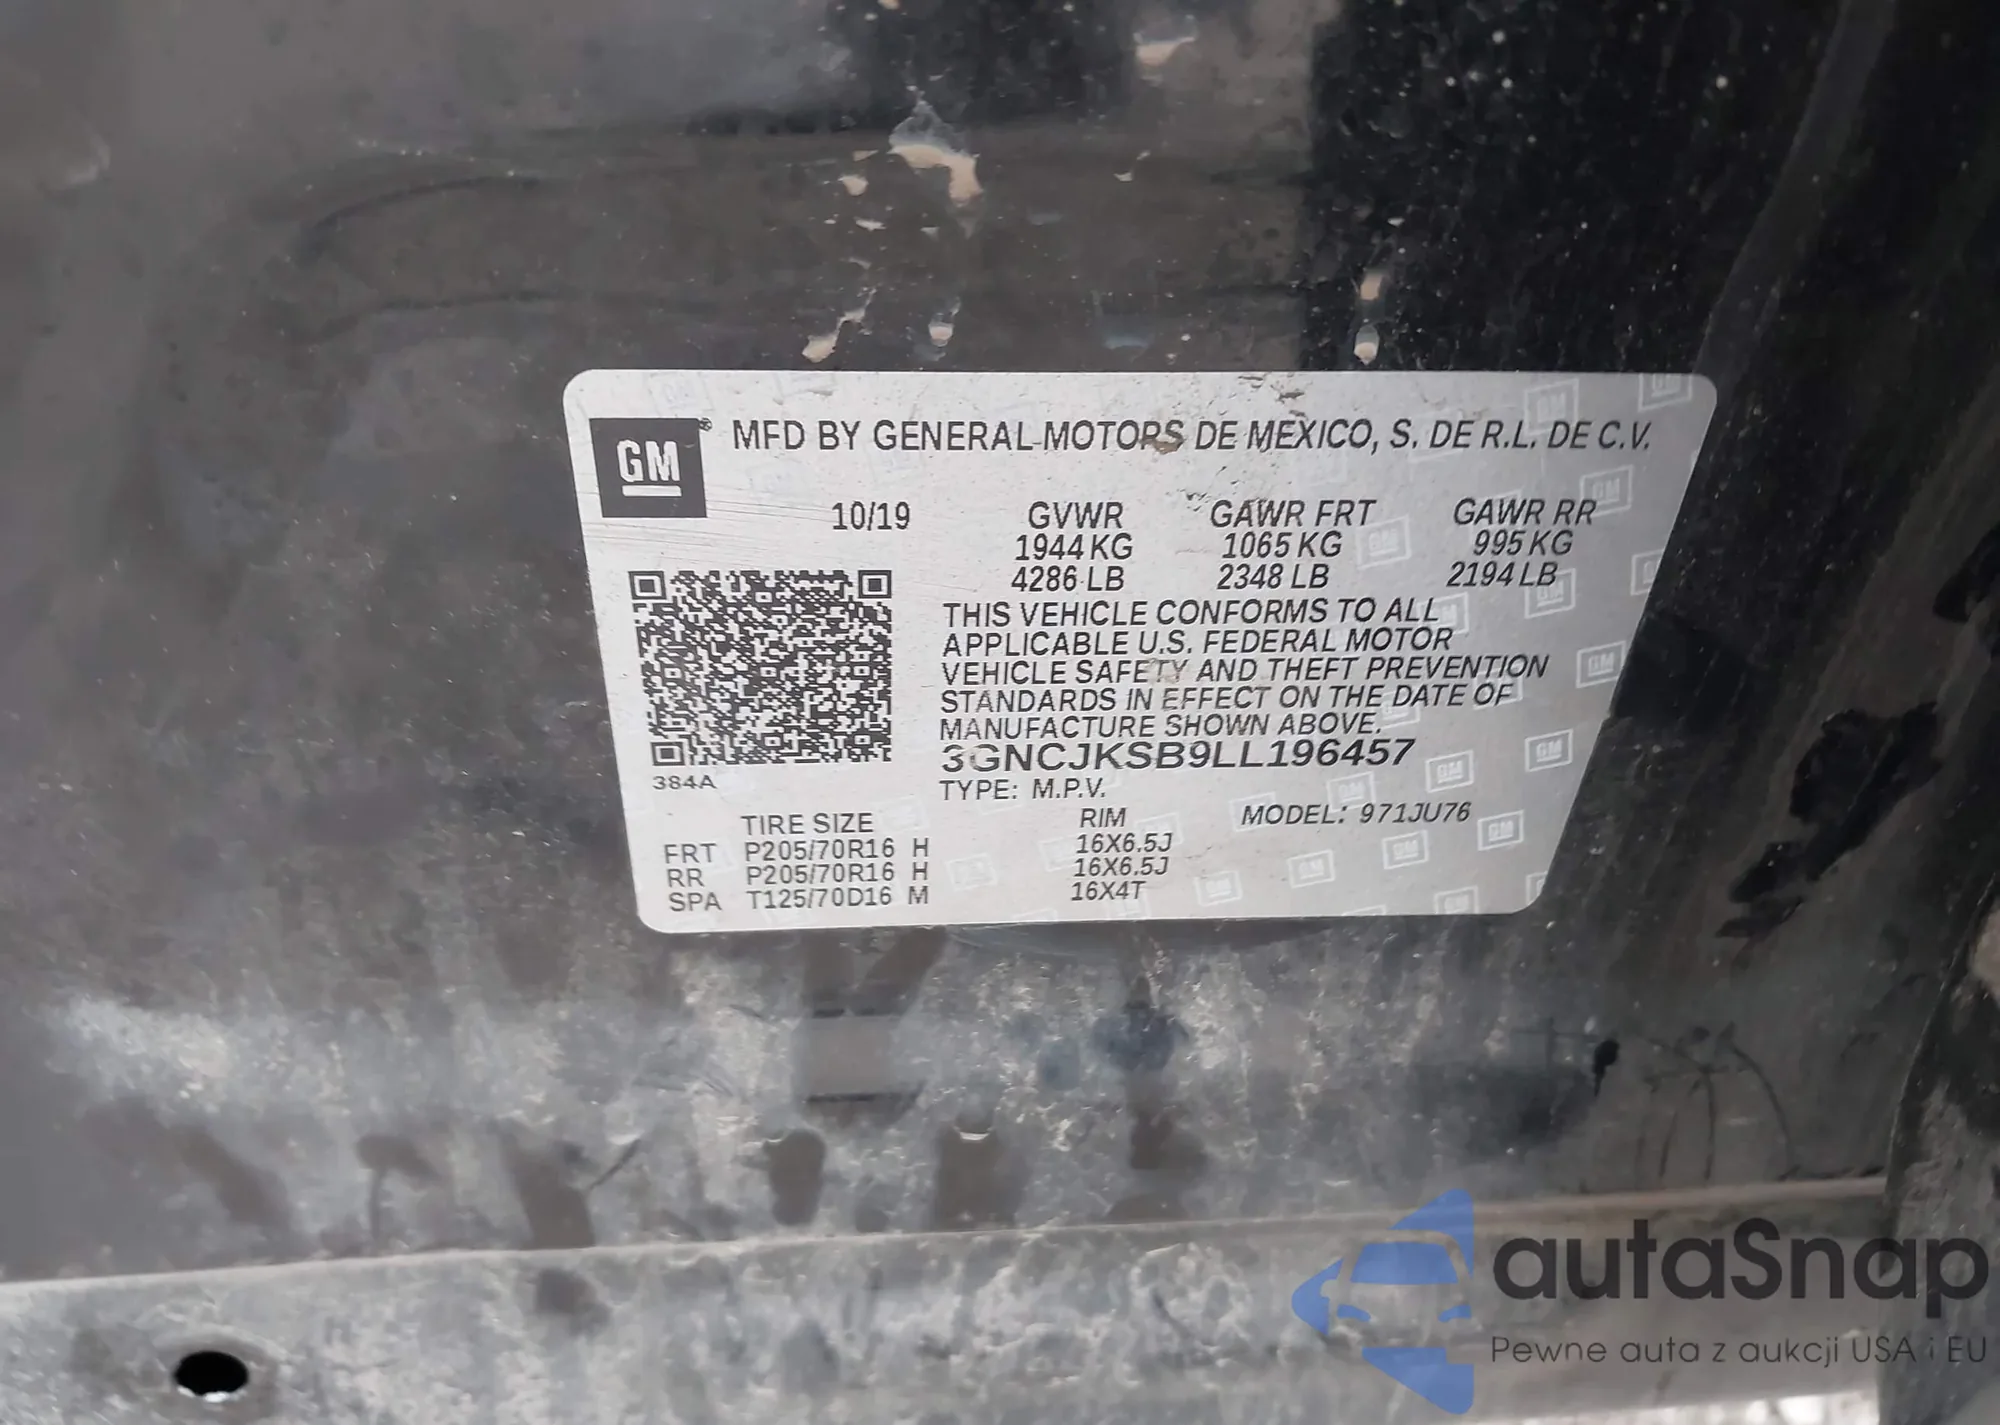 GM ® MFD BY GENERAL MOTORS DE MEXICO, S. DE R.L. DE C.V.
10/19 GVWR GAWR FRT GAWR RR
1944 KG 1065 KG 995 KG
4286 LB 2348 LB 2194 LB
THIS VEHICLE CONFORMS TO ALL
APPLICABLE U.S. FEDERAL MOTOR
VEHICLE SAFETY AND THEFT PREVENTION
STANDARDS IN EFFECT ON THE DATE OF
MANUFACTURE SHOWN ABOVE.
3GNCJKSB9LL196457
384A
TYPE: M.P.V.
TIRE SIZE RIM MODEL: 971JU76
FRT P205/70R16 H 16X6.5J
RR P205/70R16 H 16X6.5J
SPA T125/70D16 M 16X4T
autaSnap
Pewne auta z aukcji USA i EU